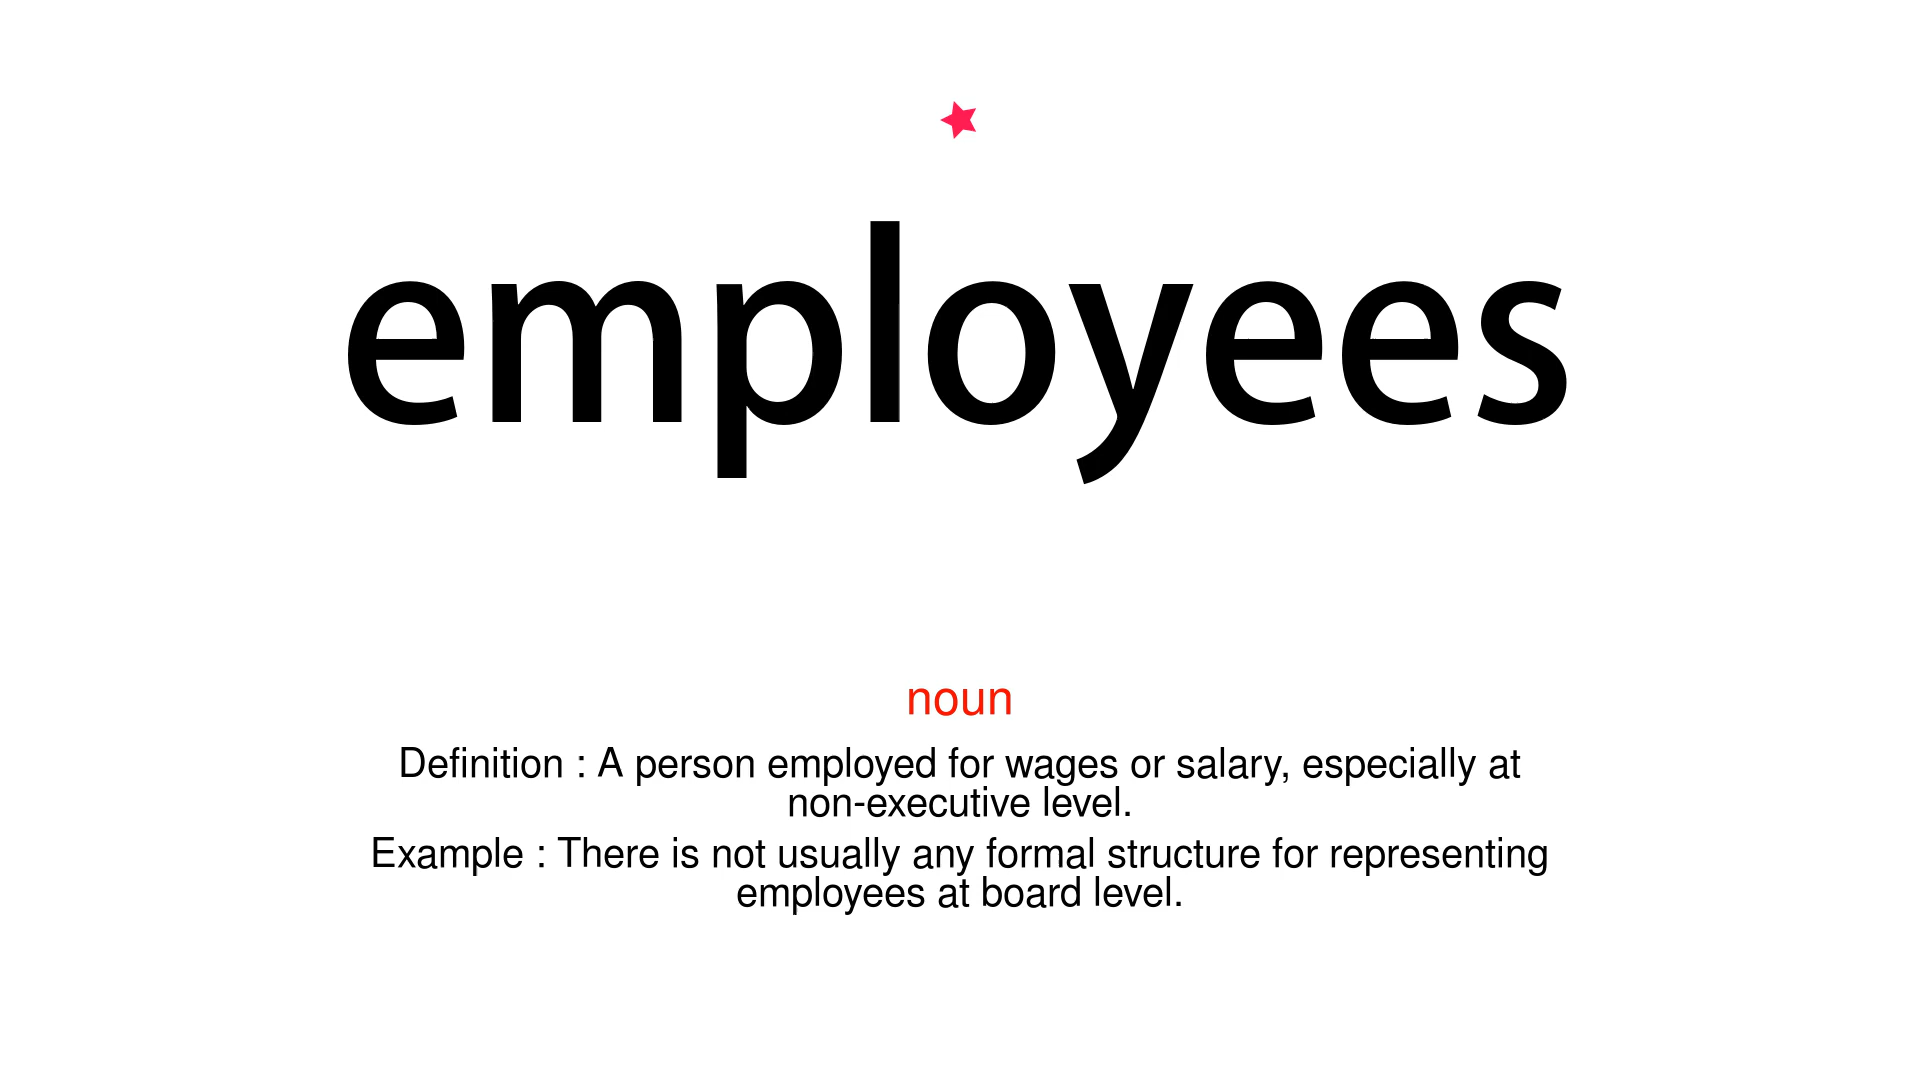 employees
noun
Definition : A person employed for wages or salary, especially at
non-executive level.
Example : There is not usually any formal structure for representing
employees at board level.